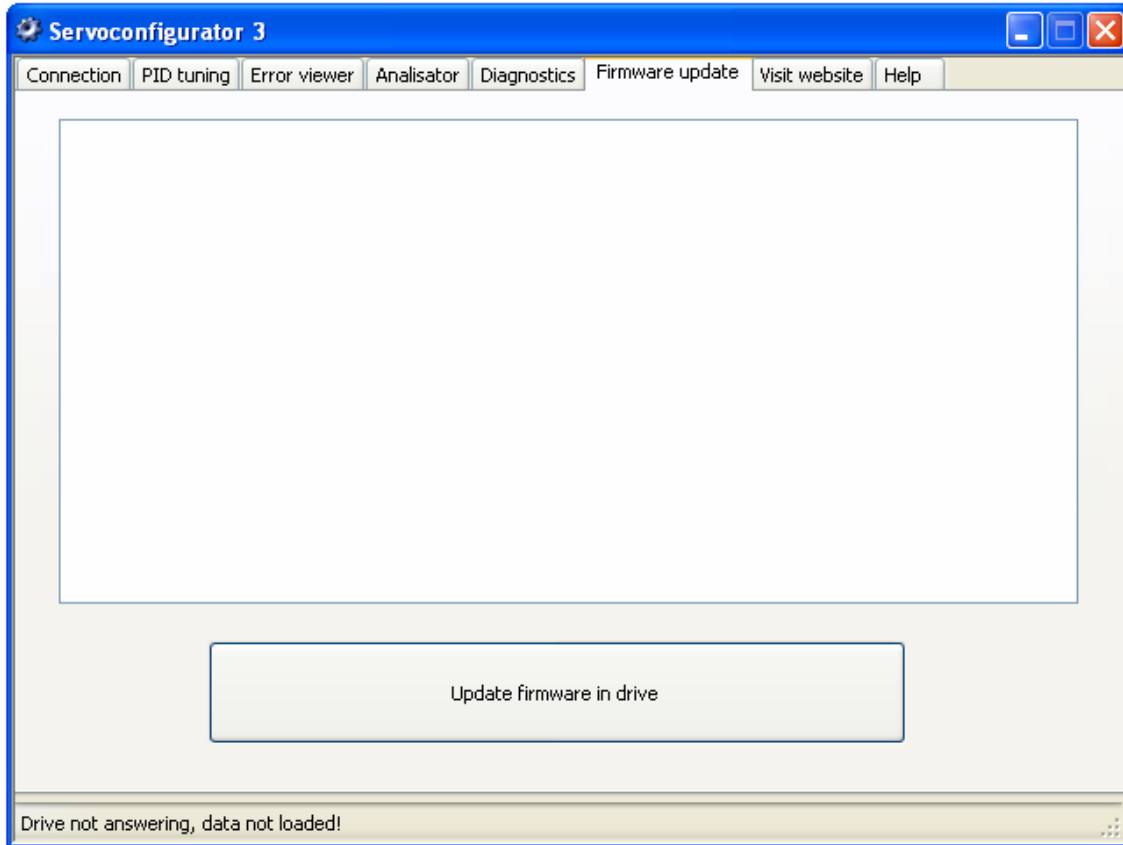 Servoconfigurator 3
Connection PID tuning Error viewer Analisator Diagnostics Firmware update Visit website Help
Update firmware in drive
Drive not answering, data not loaded!